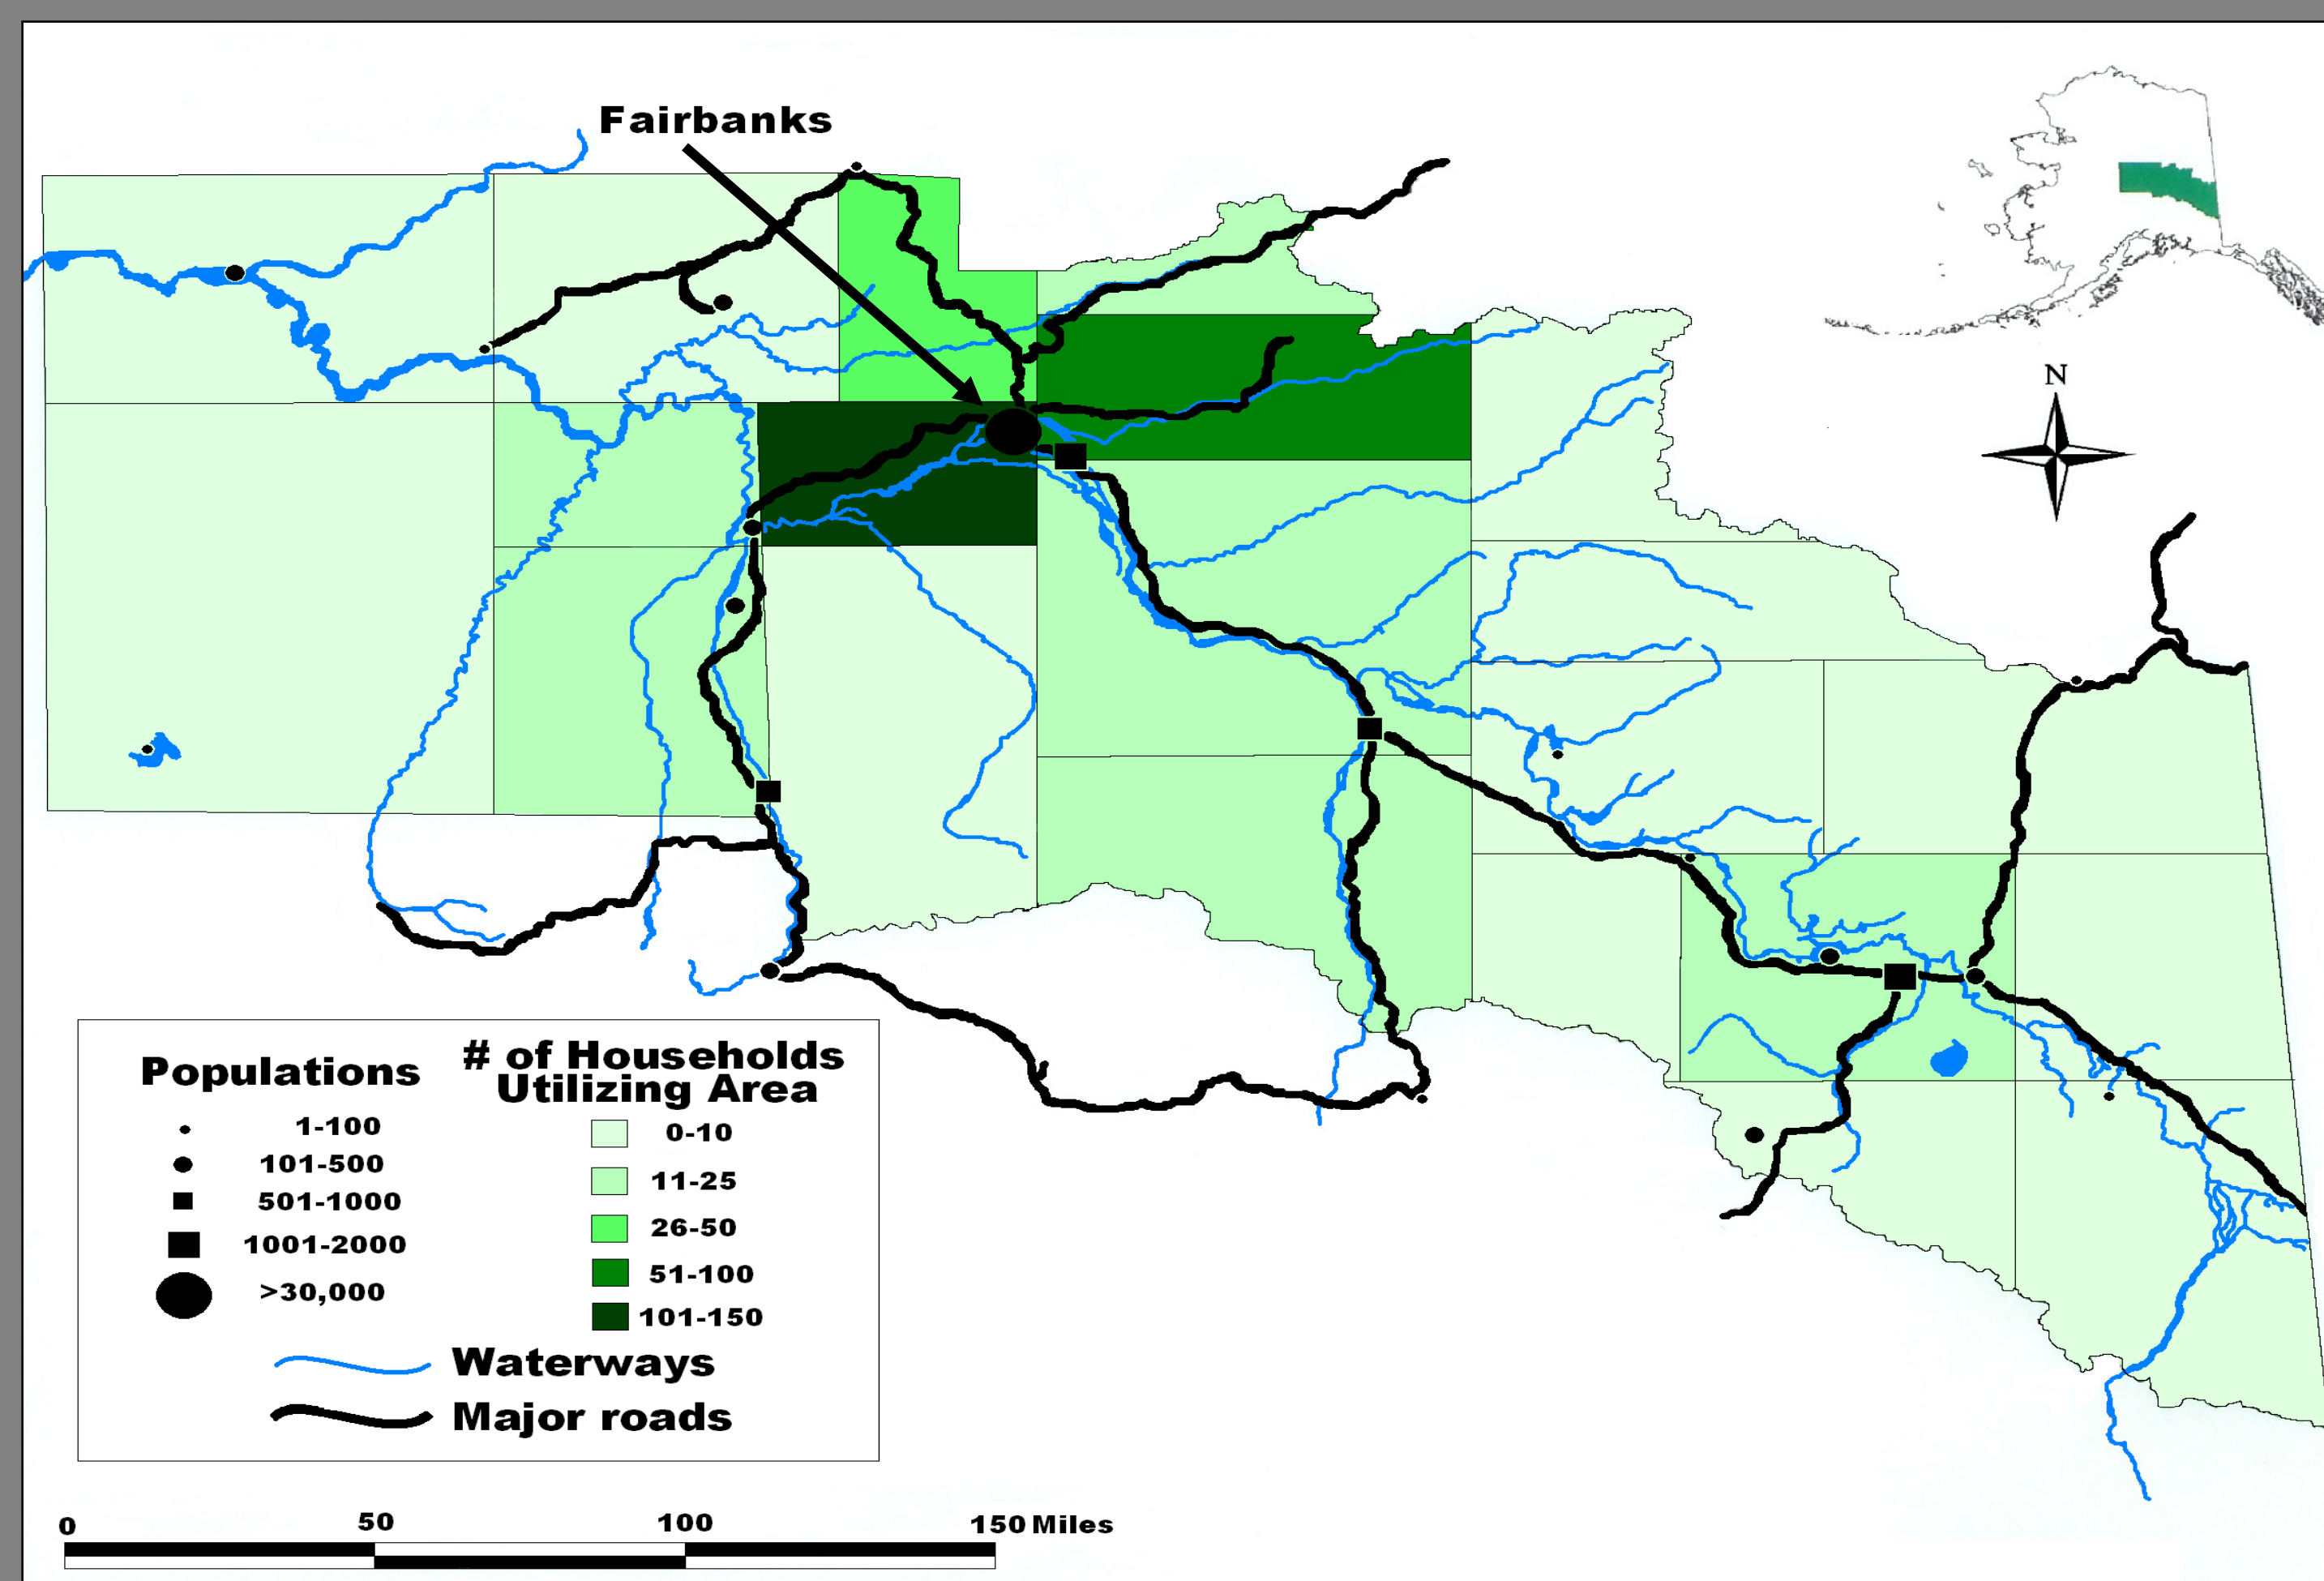 Fairbanks
N
Populations
1-100
101-500
501-1000
1001-2000
>30,000
# of Households
Utilizing Area
0-10
11-25
26-50
51-100
101-150
Waterways
Major roads
0 50 100 150 Miles